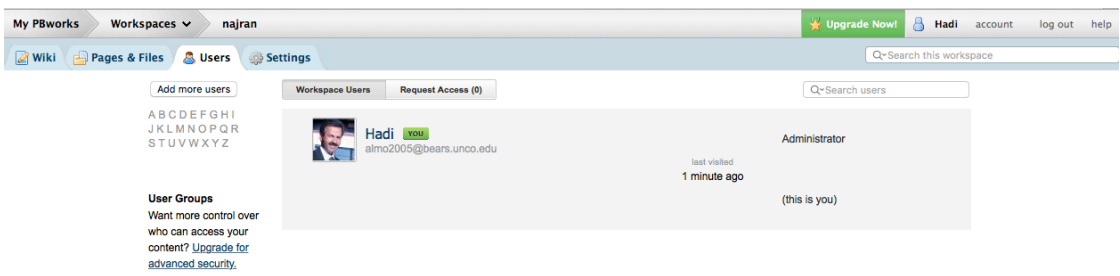 My PBworks Workspaces najran Upgrade Now! Hadi account log out help
Wiki Pages & Files Users Settings Search this workspace
Add more users Workspace Users Request Access (0) Search users
A B C D E F G H I
J K L M N O P Q R
S T U V W X Y Z
Hadi YOU
almo2005@bears.unco.edu
Administrator
last visited
1 minute ago
(this is you)
User Groups
Want more control over
who can access your
content? Upgrade for
advanced security.